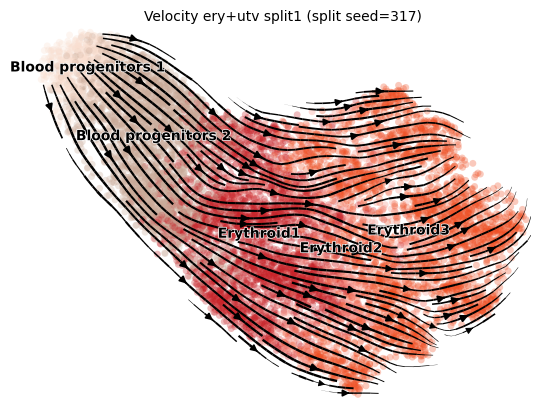 Velocity ery+utv split1 (split seed=317)
Blood progenitors 1
Blood progenitors 2
Erythroid1
Erythroid2
Erythroid3